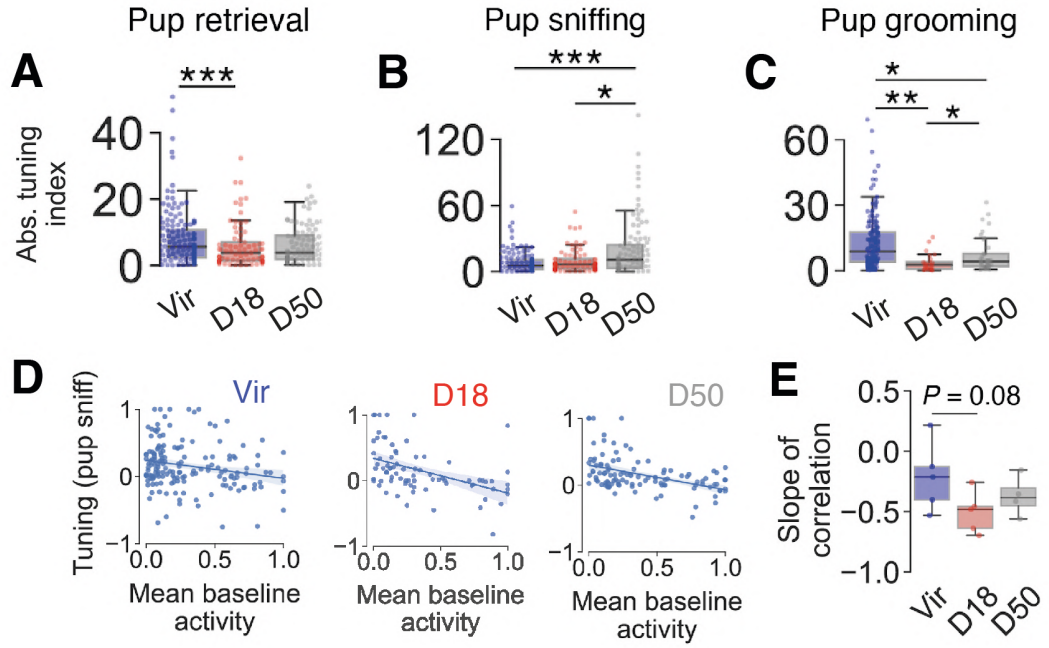 Pup retrieval
Pup sniffing
Pup grooming
A
***
B
***
*
C
*
**
*
Abs. tuning
index
40
20
0
Vir
D18
D50
120
60
0
Vir
D18
D50
60
30
0
Vir
D18
D50
D
Tuning (pup sniff)
Vir
D18
D50
1
0
−1
0.0
0.5
1.0
Mean baseline
activity
1
0
−1
0.0
0.5
1.0
Mean baseline
activity
1
0
−1
0.0
0.5
1.0
Mean baseline
activity
E
Slope of
correlation
0.5
0.0
−0.5
−1.0
P = 0.08
Vir
D18
D50